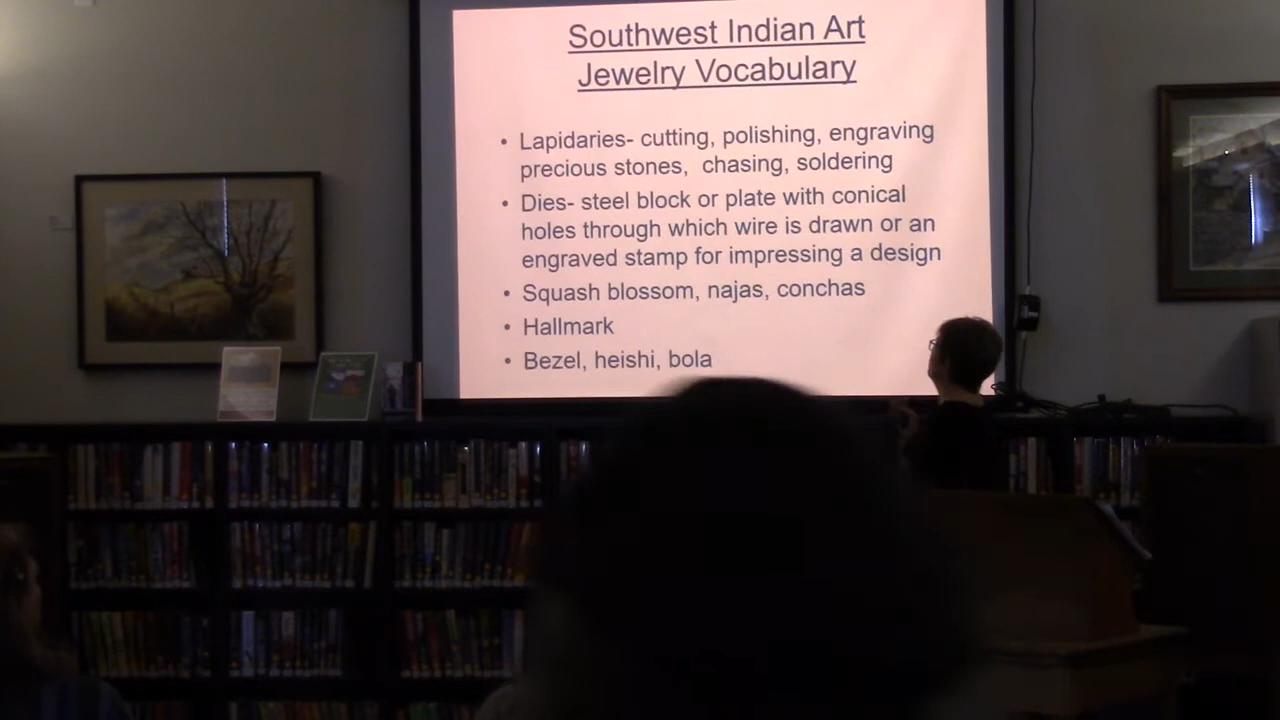 Southwest Indian Art
Jewelry Vocabulary
• Lapidaries- cutting, polishing, engraving
precious stones, chasing, soldering
• Dies- steel block or plate with conical
holes through which wire is drawn or an
engraved stamp for impressing a design
• Squash blossom, najas, conchas
• Hallmark
• Bezel, heishi, bola